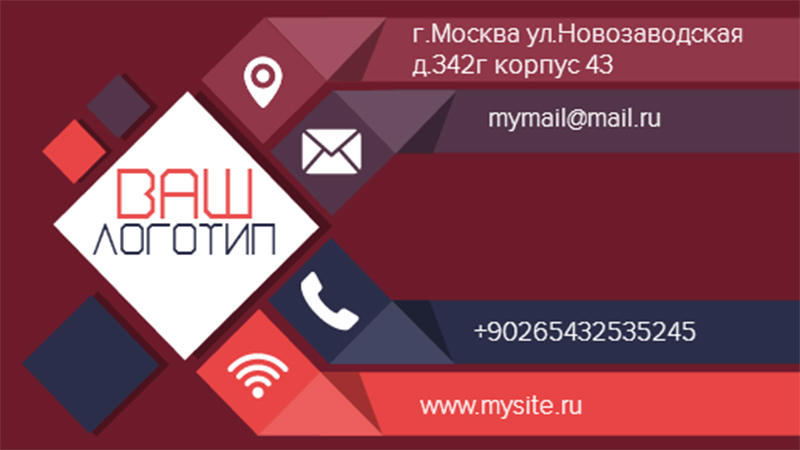 г.Москва ул.Новозаводская
д.342г корпус 43
mymail@mail.ru
ВАШ
ЛОГОТИП
+90265432535245
www.mysite.ru